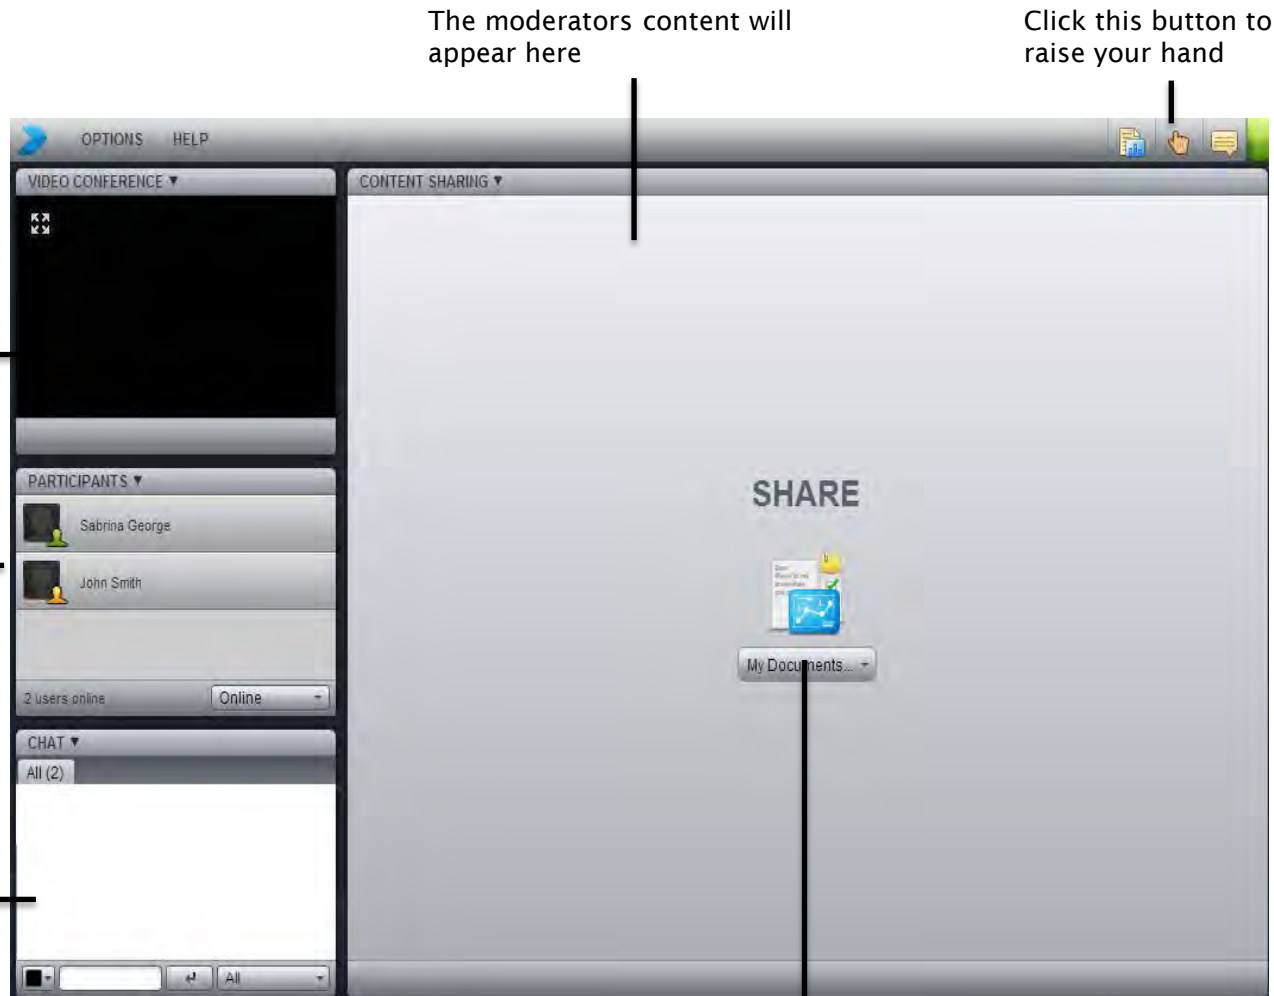 The moderators content will
appear here
Click this button to
raise your hand
OPTIONS HELP
VIDEO CONFERENCE ▼
CONTENT SHARING ▼
PARTICIPANTS ▼
Sabrina George
John Smith
2 users online Online
SHARE
My Documents...
CHAT ▼
All (2)
All